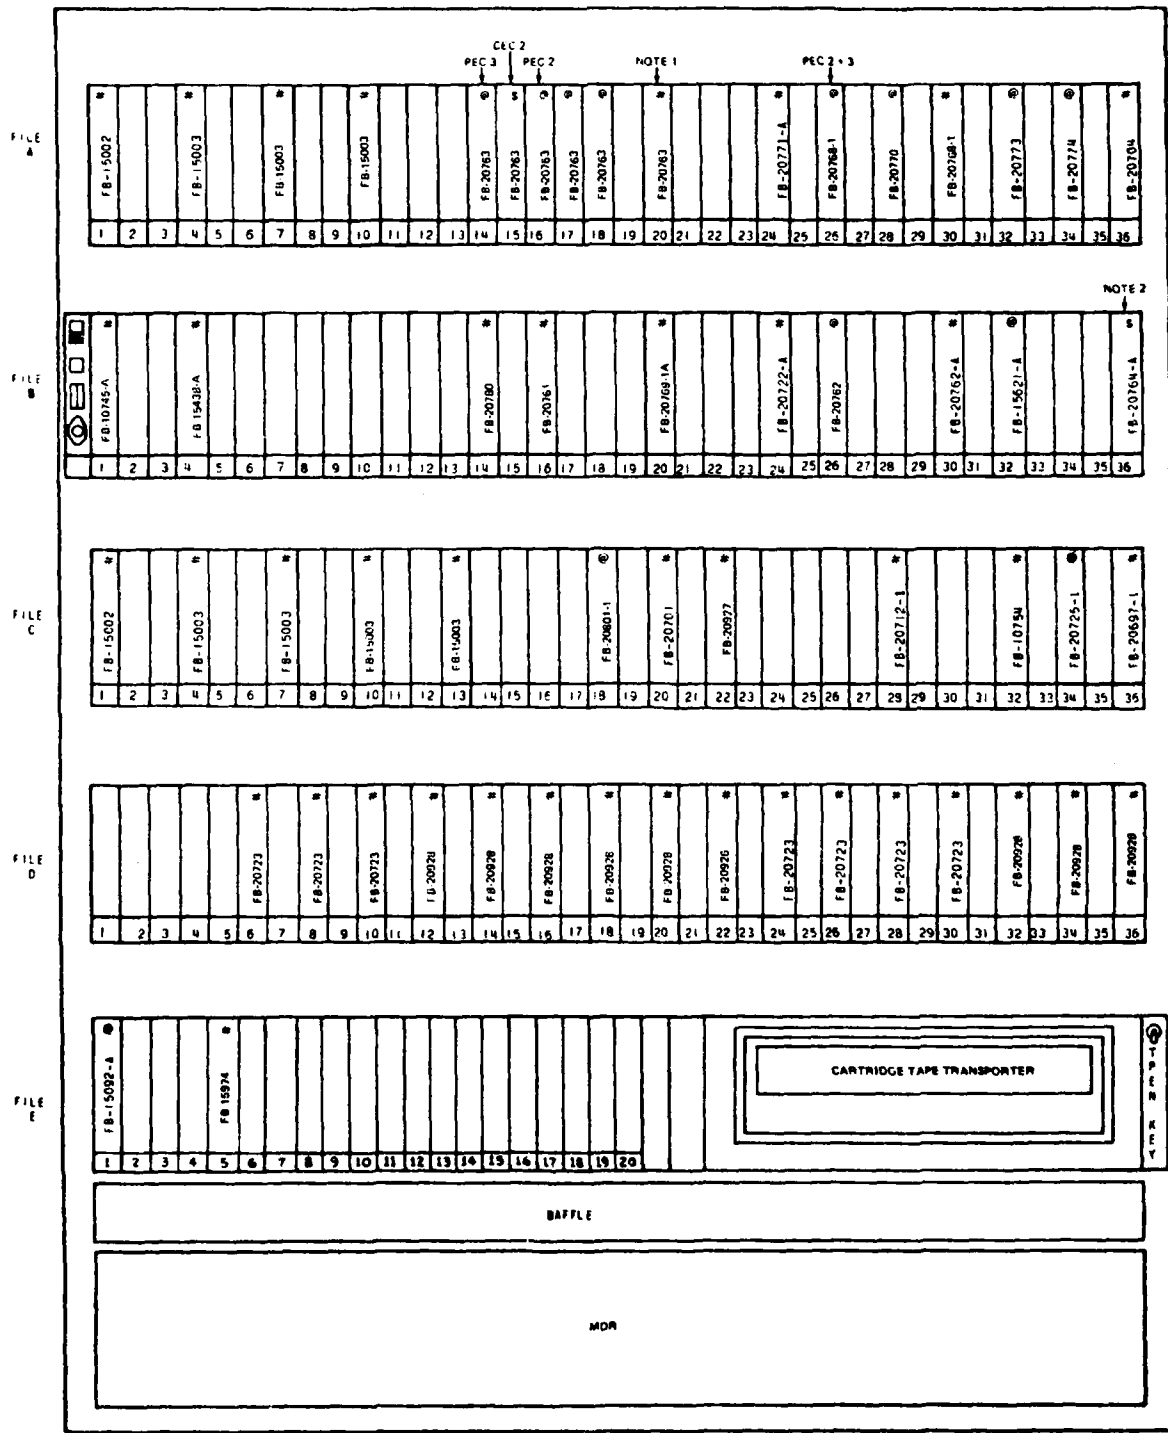 CEC 2
PEC 3 PEC 2 NOTE 1 PEC 2 + 3
FILE A
# # # # @ $ @ @ @ # # @ @ # @ @ #
FB-15002 FB-15003 FB-15003 FB-15003 FB-20763 FB-20763 FB-20763 FB-20763 FB-20763 FB-20763 FB-20771-A FB-20768-1 FB-20770 FB-20768-1 FB-20773 FB-20774 FB-20704
1 2 3 4 5 6 7 8 9 10 11 12 13 14 15 16 17 18 19 20 21 22 23 24 25 26 27 28 29 30 31 32 33 34 35 36
NOTE 2
FILE B
# # # # # # @ # @ $
FB-10745-A FB-15438-A FB-20780 FB-20761 FB-20769-1A FB-20722-A FB-20762 FB-20762-A FB-15621-A FB-20764-A
1 2 3 4 5 6 7 8 9 10 11 12 13 14 15 16 17 18 19 20 21 22 23 24 25 26 27 28 29 30 31 32 33 34 35 36
FILE C
# # # # # @ # # # # @ #
FB-15002 FB-15003 FB-15003 FB-15003 FB-15003 FB-20801-1 FB-20701 FB-20977 FB-20712-1 FB-10754 FB-20725-1 FB-20697-1
1 2 3 4 5 6 7 8 9 10 11 12 13 14 15 16 17 18 19 20 21 22 23 24 25 26 27 28 29 30 31 32 33 34 35 36
FILE D
# # # # # # # # # # # # # # # #
FB-20723 FB-20723 FB-20723 FB-20928 FB-20928 FB-20928 FB-20928 FB-20928 FB-20926 FB-20723 FB-20723 FB-20723 FB-20723 FB-20928 FB-20928 FB-20928
1 2 3 4 5 6 7 8 9 10 11 12 13 14 15 16 17 18 19 20 21 22 23 24 25 26 27 28 29 30 31 32 33 34 35 36
FILE E
@ #
FB-15092-A FB-15974
1 2 3 4 5 6 7 8 9 10 11 12 13 14 15 16 17 18 19 20
CARTRIDGE TAPE TRANSPORTER
TPEN KEY
BAFFLE
MDR